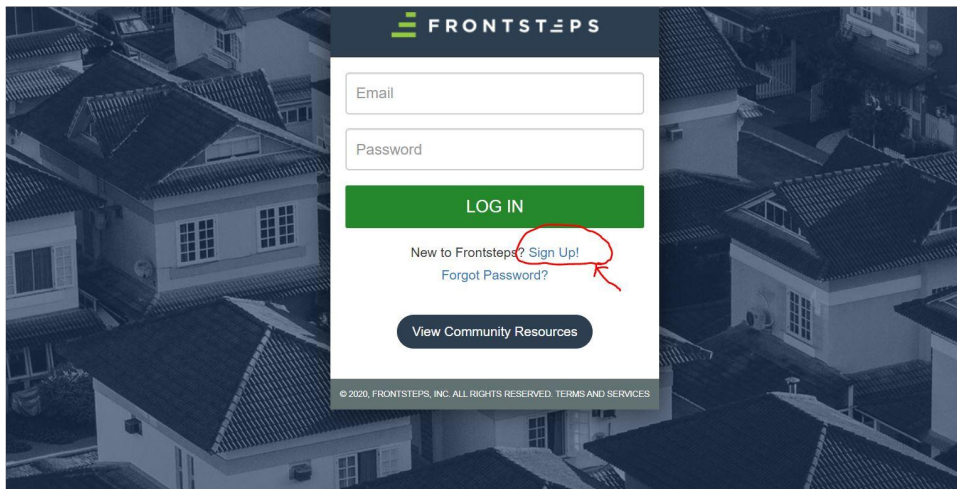 FRONTSTEPS
Email
Password
LOG IN
New to Frontsteps? Sign Up!
Forgot Password?
View Community Resources
© 2020, FRONTSTEPS, INC. ALL RIGHTS RESERVED. TERMS AND SERVICES